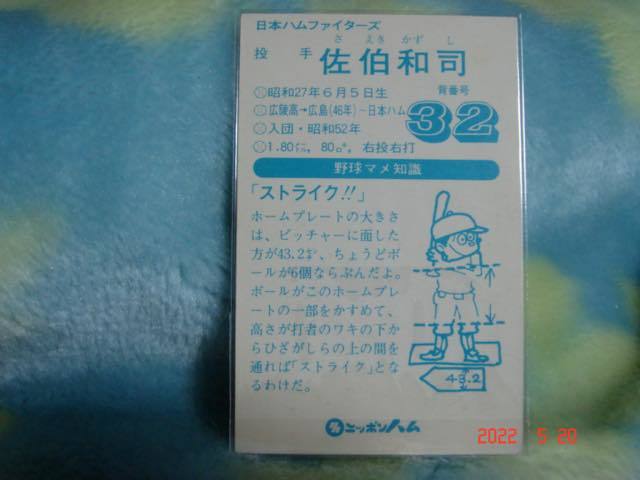 日本ハムファイターズ
さ えき かず し
投手 佐伯和司
昭和27年6月5日生
広陵高→広島(46年)~日本ハム
入団・昭和52年
1.80メートル, 80キロ, 右投右打
背番号
32
野球マメ知識
「ストライク!!」
ホームプレートの大きさ
は、ピッチャーに面した
方が43.2センチ、ちょうどボ
ールが6個ならぶんだよ。
ボールがこのホームプレ
ートの一部をかすめて、
高さが打者のワキの下か
らひざがしらの上の間を
通れば「ストライク」とな
るわけだ。
43.2
ニッポンハム
2022 5 20